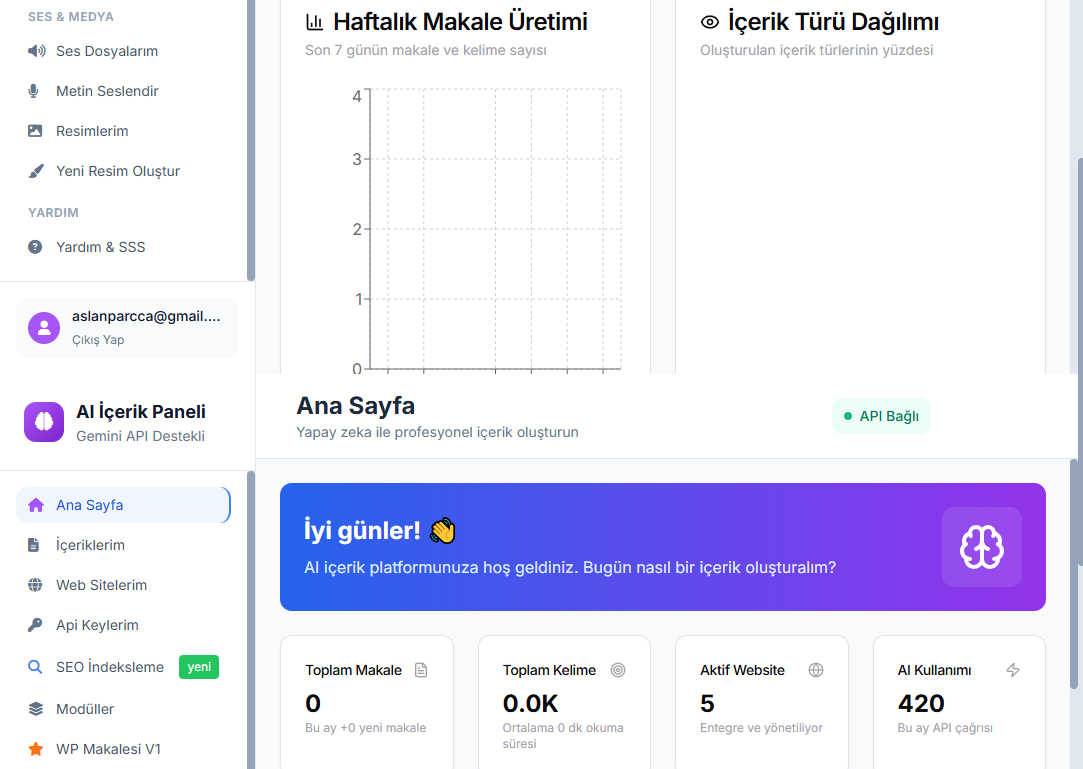 SES & MEDYA
Ses Dosyalarım
Metin Seslendir
Resimlerim
Yeni Resim Oluştur
YARDIM
Yardım & SSS
aslanparcca@gmail....
Çıkış Yap
Haftalık Makale Üretimi
Son 7 günün makale ve kelime sayısı
4
3
2
1
0
İçerik Türü Dağılımı
Oluşturulan içerik türlerinin yüzdesi
AI İçerik Paneli
Gemini API Destekli
Ana Sayfa
İçeriklerim
Web Sitelerim
Api Keylerim
SEO İndeksleme yeni
Modüller
WP Makalesi V1
Ana Sayfa
Yapay zeka ile profesyonel içerik oluşturun
API Bağlı
İyi günler! 👋
AI içerik platformunuza hoş geldiniz. Bugün nasıl bir içerik oluşturalım?
Toplam Makale
0
Bu ay +0 yeni makale
Toplam Kelime
0.0K
Ortalama 0 dk okuma
süresi
Aktif Website
5
Entegre ve yönetiliyor
AI Kullanımı
420
Bu ay API çağrısı